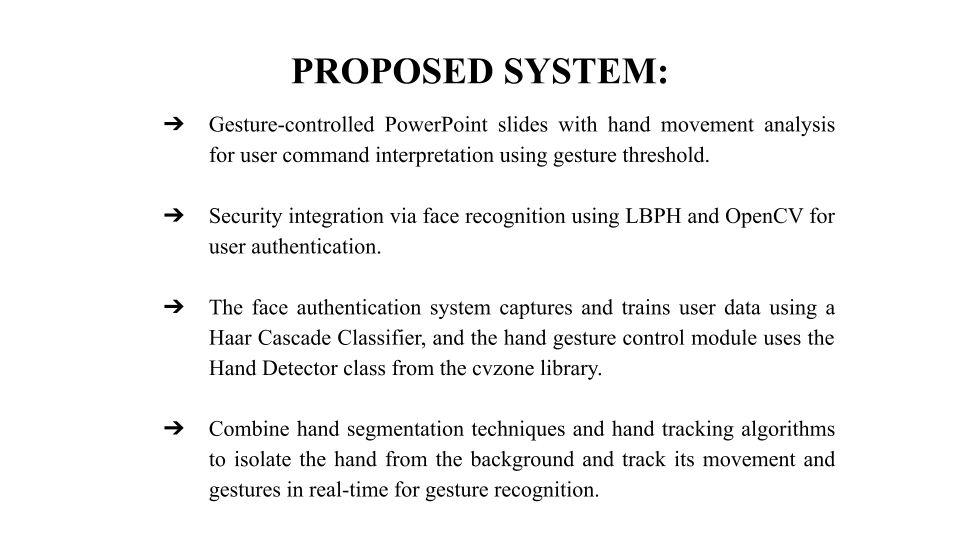 PROPOSED SYSTEM:
➔ Gesture-controlled PowerPoint slides with hand movement analysis
for user command interpretation using gesture threshold.
➔ Security integration via face recognition using LBPH and OpenCV for
user authentication.
➔ The face authentication system captures and trains user data using a
Haar Cascade Classifier, and the hand gesture control module uses the
Hand Detector class from the cvzone library.
➔ Combine hand segmentation techniques and hand tracking algorithms
to isolate the hand from the background and track its movement and
gestures in real-time for gesture recognition.